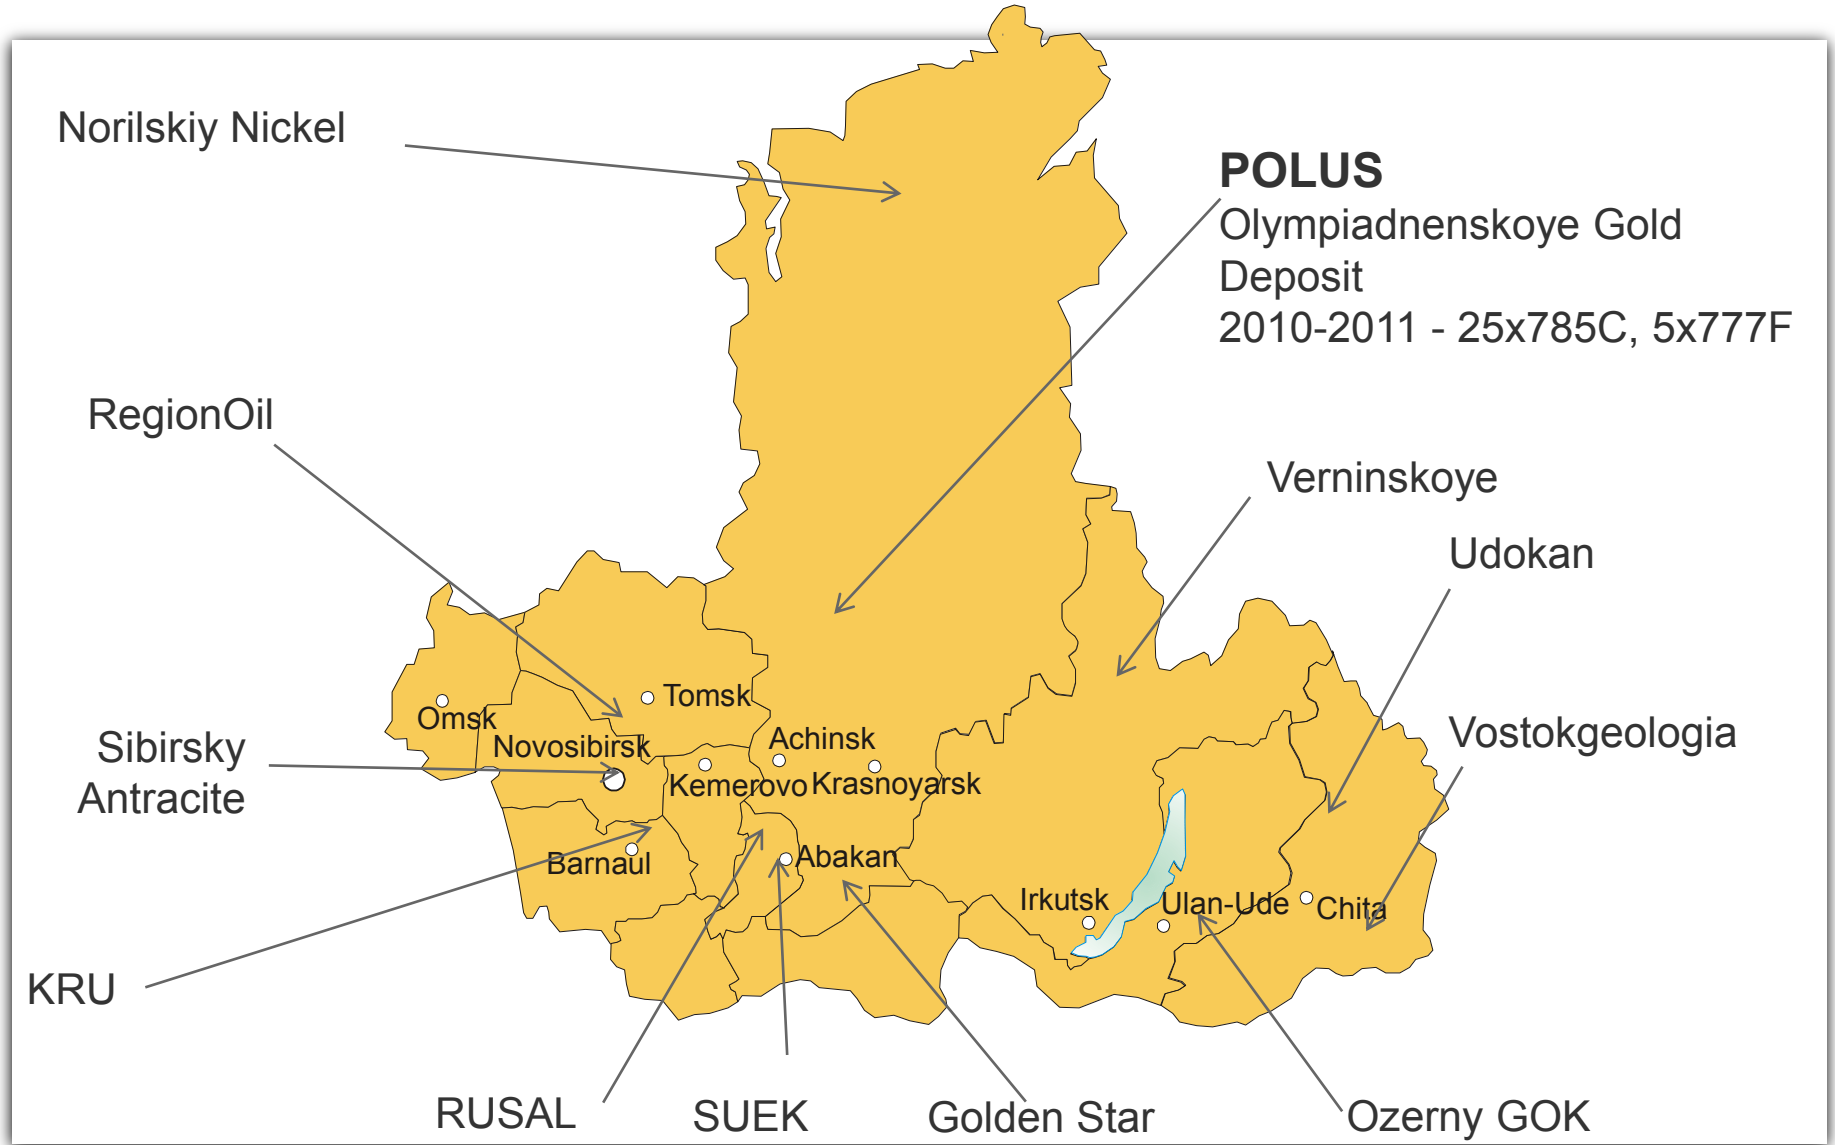 Norilskiy Nickel
POLUS
Olympiadnenskoye Gold
Deposit
2010-2011 - 25x785C, 5x777F
RegionOil
Verninskoye
Udokan
Vostokgeologia
Sibirsky
Antracite
Omsk
Tomsk
Novosibirsk
Achinsk
Kemerovo
Krasnoyarsk
Barnaul
Abakan
Irkutsk
Ulan-Ude
Chita
KRU
RUSAL
SUEK
Golden Star
Ozerny GOK